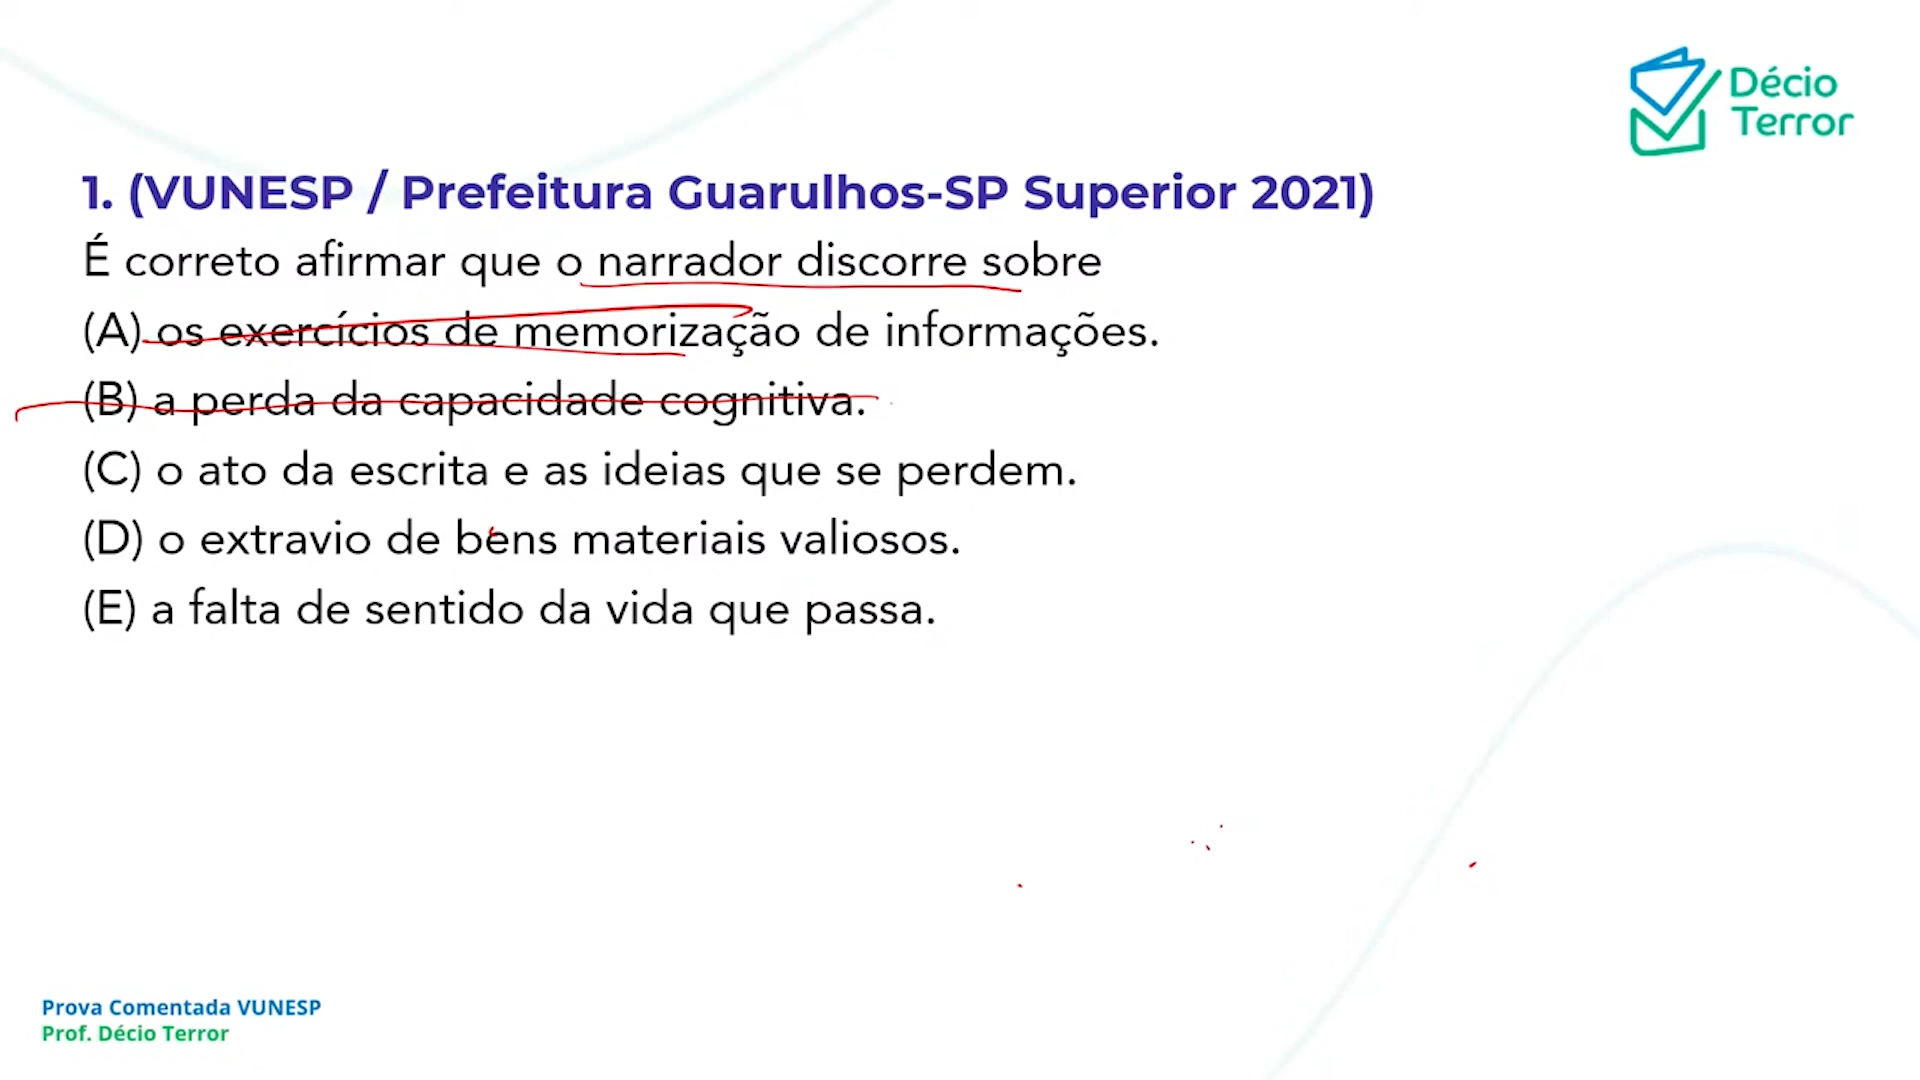 Décio
Terror
1. (VUNESP / Prefeitura Guarulhos-SP Superior 2021)
É correto afirmar que o narrador discorre sobre
(A) os exercícios de memorização de informações.
(B) a perda da capacidade cognitiva.
(C) o ato da escrita e as ideias que se perdem.
(D) o extravio de bens materiais valiosos.
(E) a falta de sentido da vida que passa.
Prova Comentada VUNESP
Prof. Décio Terror